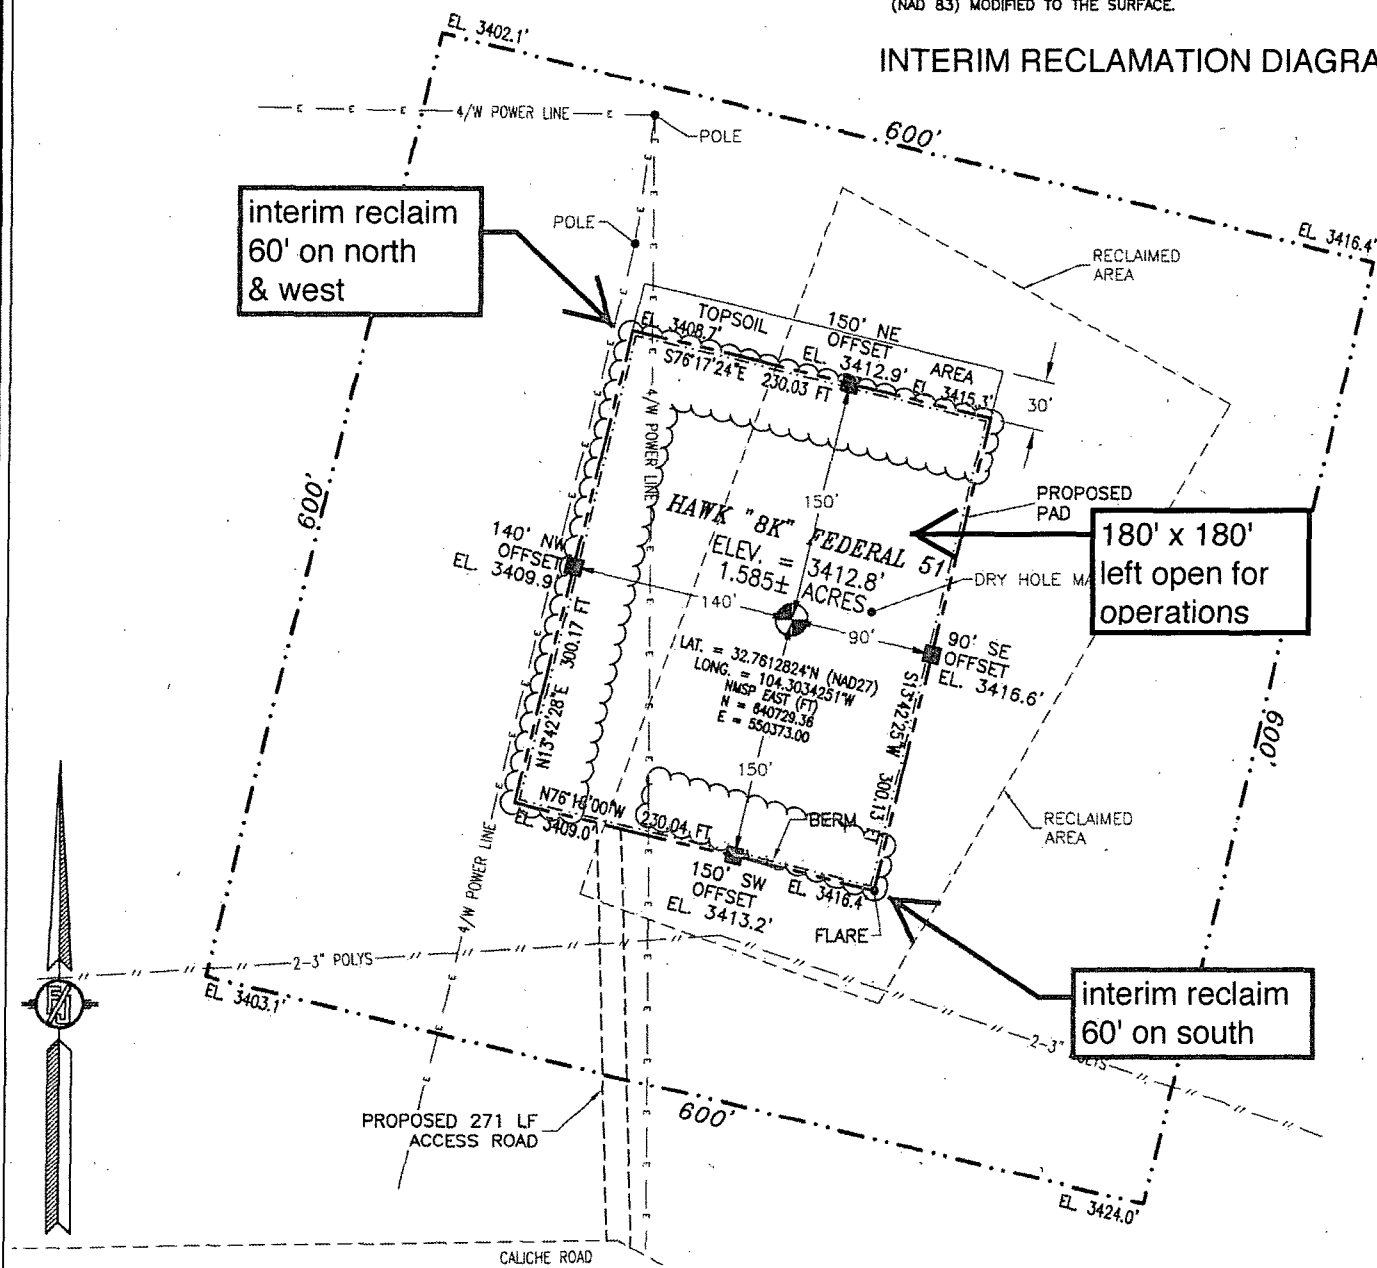 (NAD 83) MODIFIED TO THE SURFACE.
INTERIM RECLAMATION DIAGRA
EL. 3402.1'
4/W POWER LINE
POLE
600'
interim reclaim
60' on north
& west
POLE
EL. 3416.4'
RECLAIMED
AREA
TOPSOIL
AREA
EL. 3408.7'
150' NE
OFFSET
EL. 3412.9'
EL. 3415.3'
S76°17'24"E 230.03 FT
30'
4/W POWER LINE
600'
150'
PROPOSED
PAD
HAWK "8K" FEDERAL 51
ELEV. = 3412.8'
1.585± ACRES
180' x 180'
left open for
operations
140' NW
OFFSET
EL. 3409.9'
DRY HOLE MA
140'
90'
90' SE
OFFSET
EL. 3416.6'
LAT. = 32.7612824°N (NAD27)
LONG. = 104.3034251°W
NMSP EAST (FT)
N = 640729.36
E = 550373.00
N13°42'28"E 300.17 FT
S13°42'25"W 300.13 FT
600'
150'
N76°18'00"W 230.04 FT
BERM
EL. 3409.0'
RECLAIMED
AREA
150' SW
OFFSET
EL. 3413.2'
EL. 3416.4'
FLARE
4/W POWER LINE
2-3" POLYS
EL. 3403.1'
interim reclaim
60' on south
2-3" POLYS
PROPOSED 271 LF
ACCESS ROAD
600'
EL. 3424.0'
CALICHE ROAD